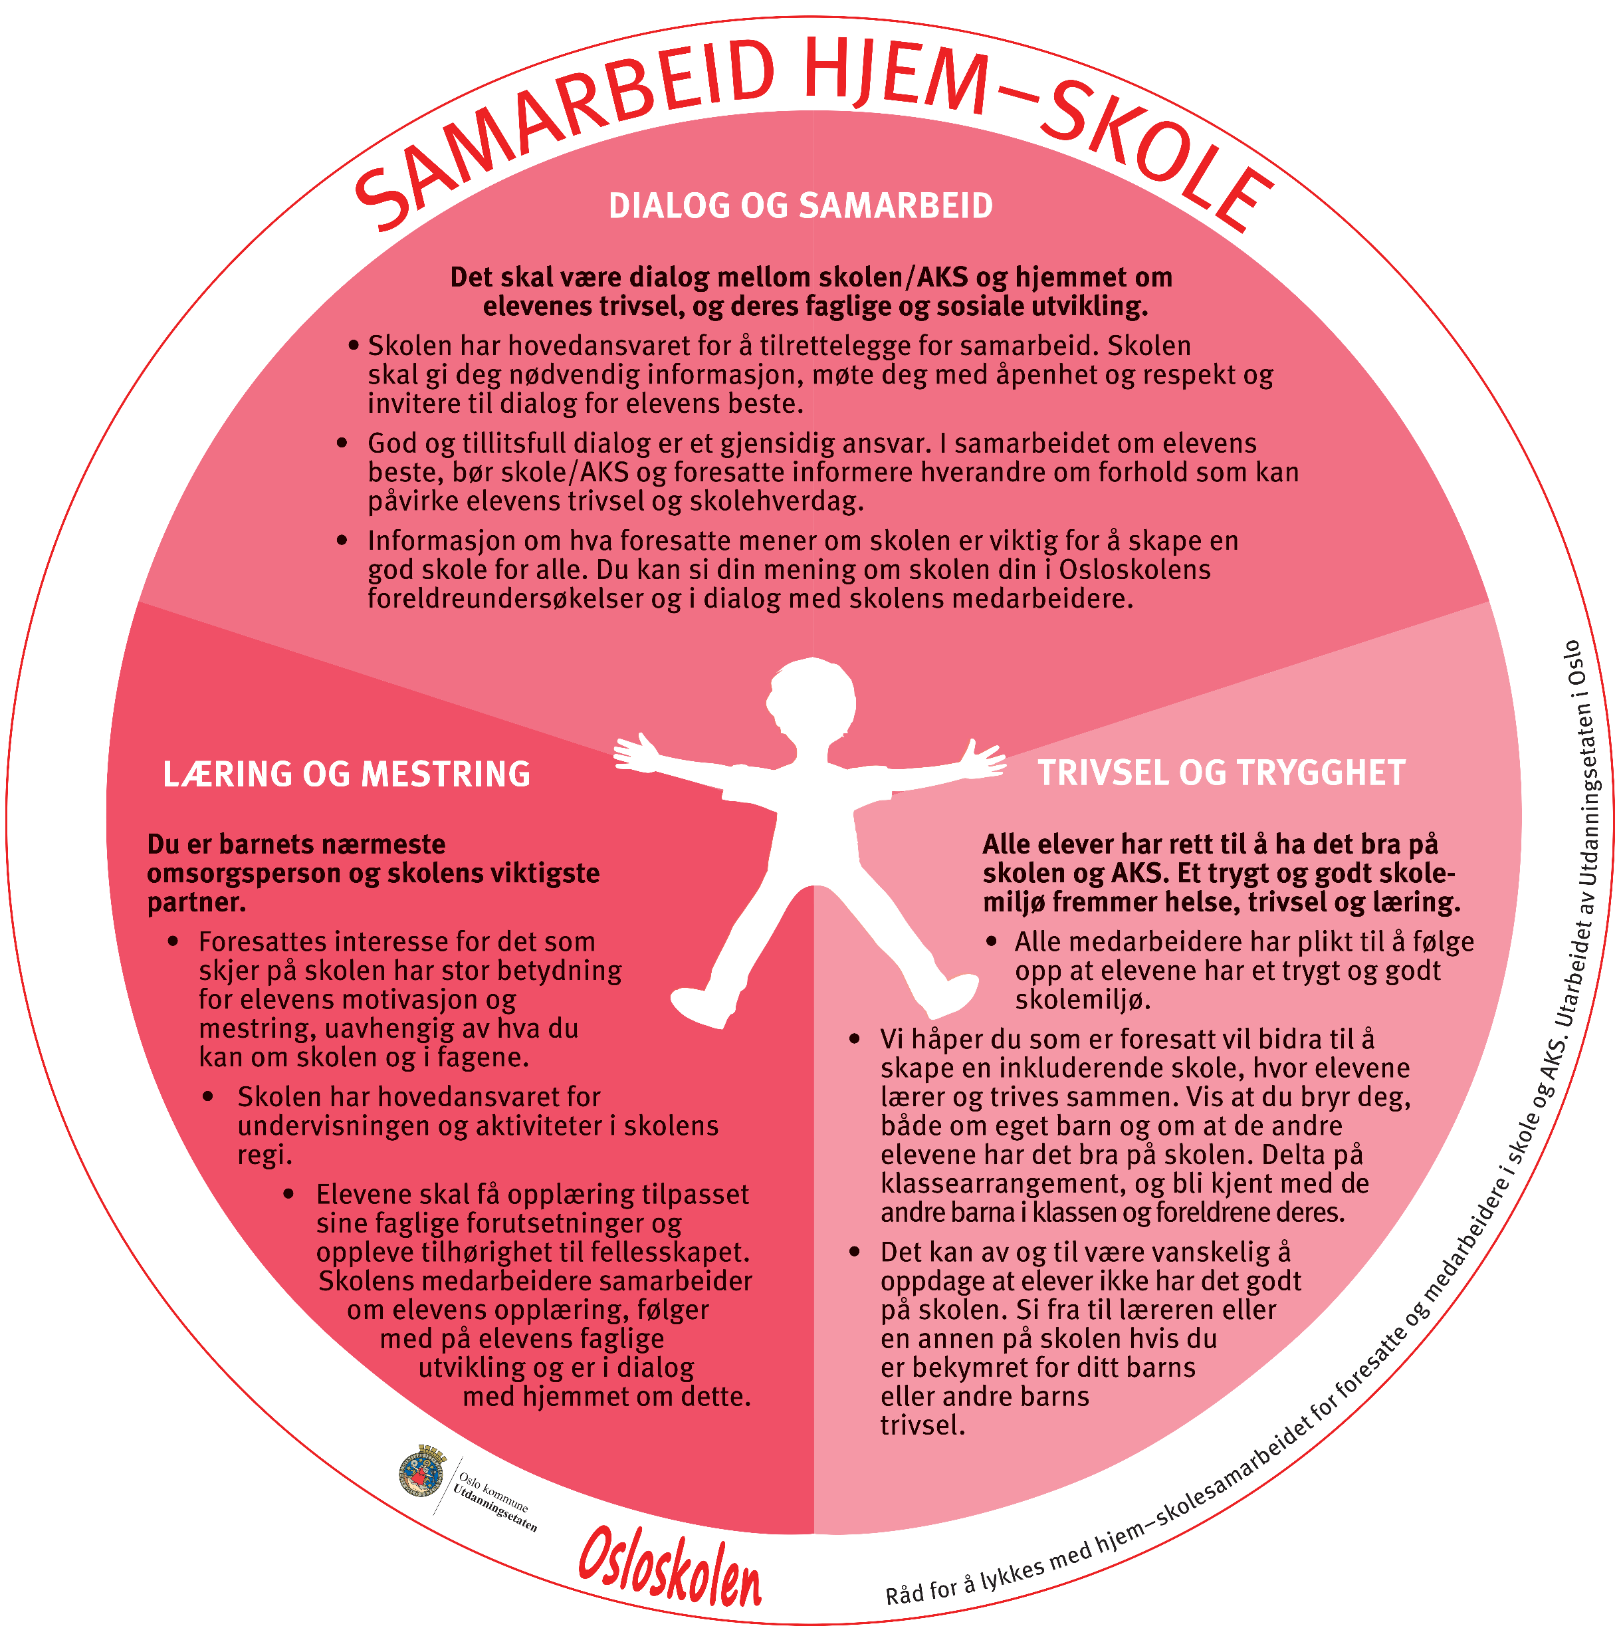 SAMARBEID HJEM–SKOLE
DIALOG OG SAMARBEID
Det skal være dialog mellom skolen/AKS og hjemmet om
elevenes trivsel, og deres faglige og sosiale utvikling.
• Skolen har hovedansvaret for å tilrettelegge for samarbeid. Skolen
skal gi deg nødvendig informasjon, møte deg med åpenhet og respekt og
invitere til dialog for elevens beste.
• God og tillitsfull dialog er et gjensidig ansvar. I samarbeidet om elevens
beste, bør skole/AKS og foresatte informere hverandre om forhold som kan
påvirke elevens trivsel og skolehverdag.
• Informasjon om hva foresatte mener om skolen er viktig for å skape en
god skole for alle. Du kan si din mening om skolen din i Osloskolens
foreldreundersøkelser og i dialog med skolens medarbeidere.
LÆRING OG MESTRING
Du er barnets nærmeste
omsorgsperson og skolens viktigste
partner.
• Foresattes interesse for det som
skjer på skolen har stor betydning
for elevens motivasjon og
mestring, uavhengig av hva du
kan om skolen og i fagene.
• Skolen har hovedansvaret for
undervisningen og aktiviteter i skolens
regi.
• Elevene skal få opplæring tilpasset
sine faglige forutsetninger og
oppleve tilhørighet til fellesskapet.
Skolens medarbeidere samarbeider
om elevens opplæring, følger
med på elevens faglige
utvikling og er i dialog
med hjemmet om dette.
TRIVSEL OG TRYGGHET
Alle elever har rett til å ha det bra på
skolen og AKS. Et trygt og godt skole-
miljø fremmer helse, trivsel og læring.
• Alle medarbeidere har plikt til å følge
opp at elevene har et trygt og godt
skolemiljø.
• Vi håper du som er foresatt vil bidra til å
skape en inkluderende skole, hvor elevene
lærer og trives sammen. Vis at du bryr deg,
både om eget barn og om at de andre
elevene har det bra på skolen. Delta på
klassearrangement, og bli kjent med de
andre barna i klassen og foreldrene deres.
• Det kan av og til være vanskelig å
oppdage at elever ikke har det godt
på skolen. Si fra til læreren eller
en annen på skolen hvis du
er bekymret for ditt barns
eller andre barns
trivsel.
Oslo kommune
Utdanningsetaten
Osloskolen
Råd for å lykkes med hjem–skolesamarbeidet for foresatte og medarbeidere i skole og AKS. Utarbeidet av Utdanningsetaten i Oslo